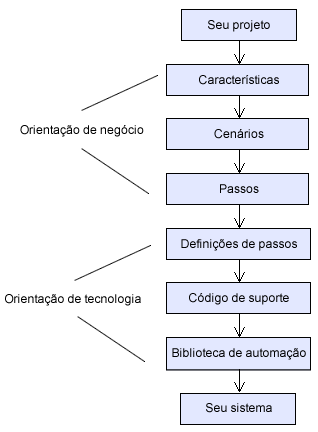 Seu projeto
Características
Orientação de negócio
Cenários
Passos
Definições de passos
Orientação de tecnologia
Código de suporte
Biblioteca de automação
Seu sistema